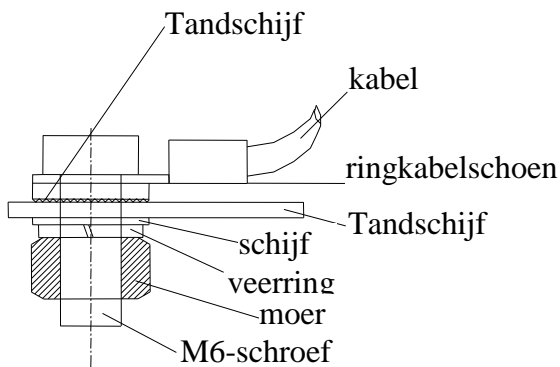 Tandschijf
kabel
ringkabelschoen
Tandschijf
schijf
veerring
moer
M6-schroef